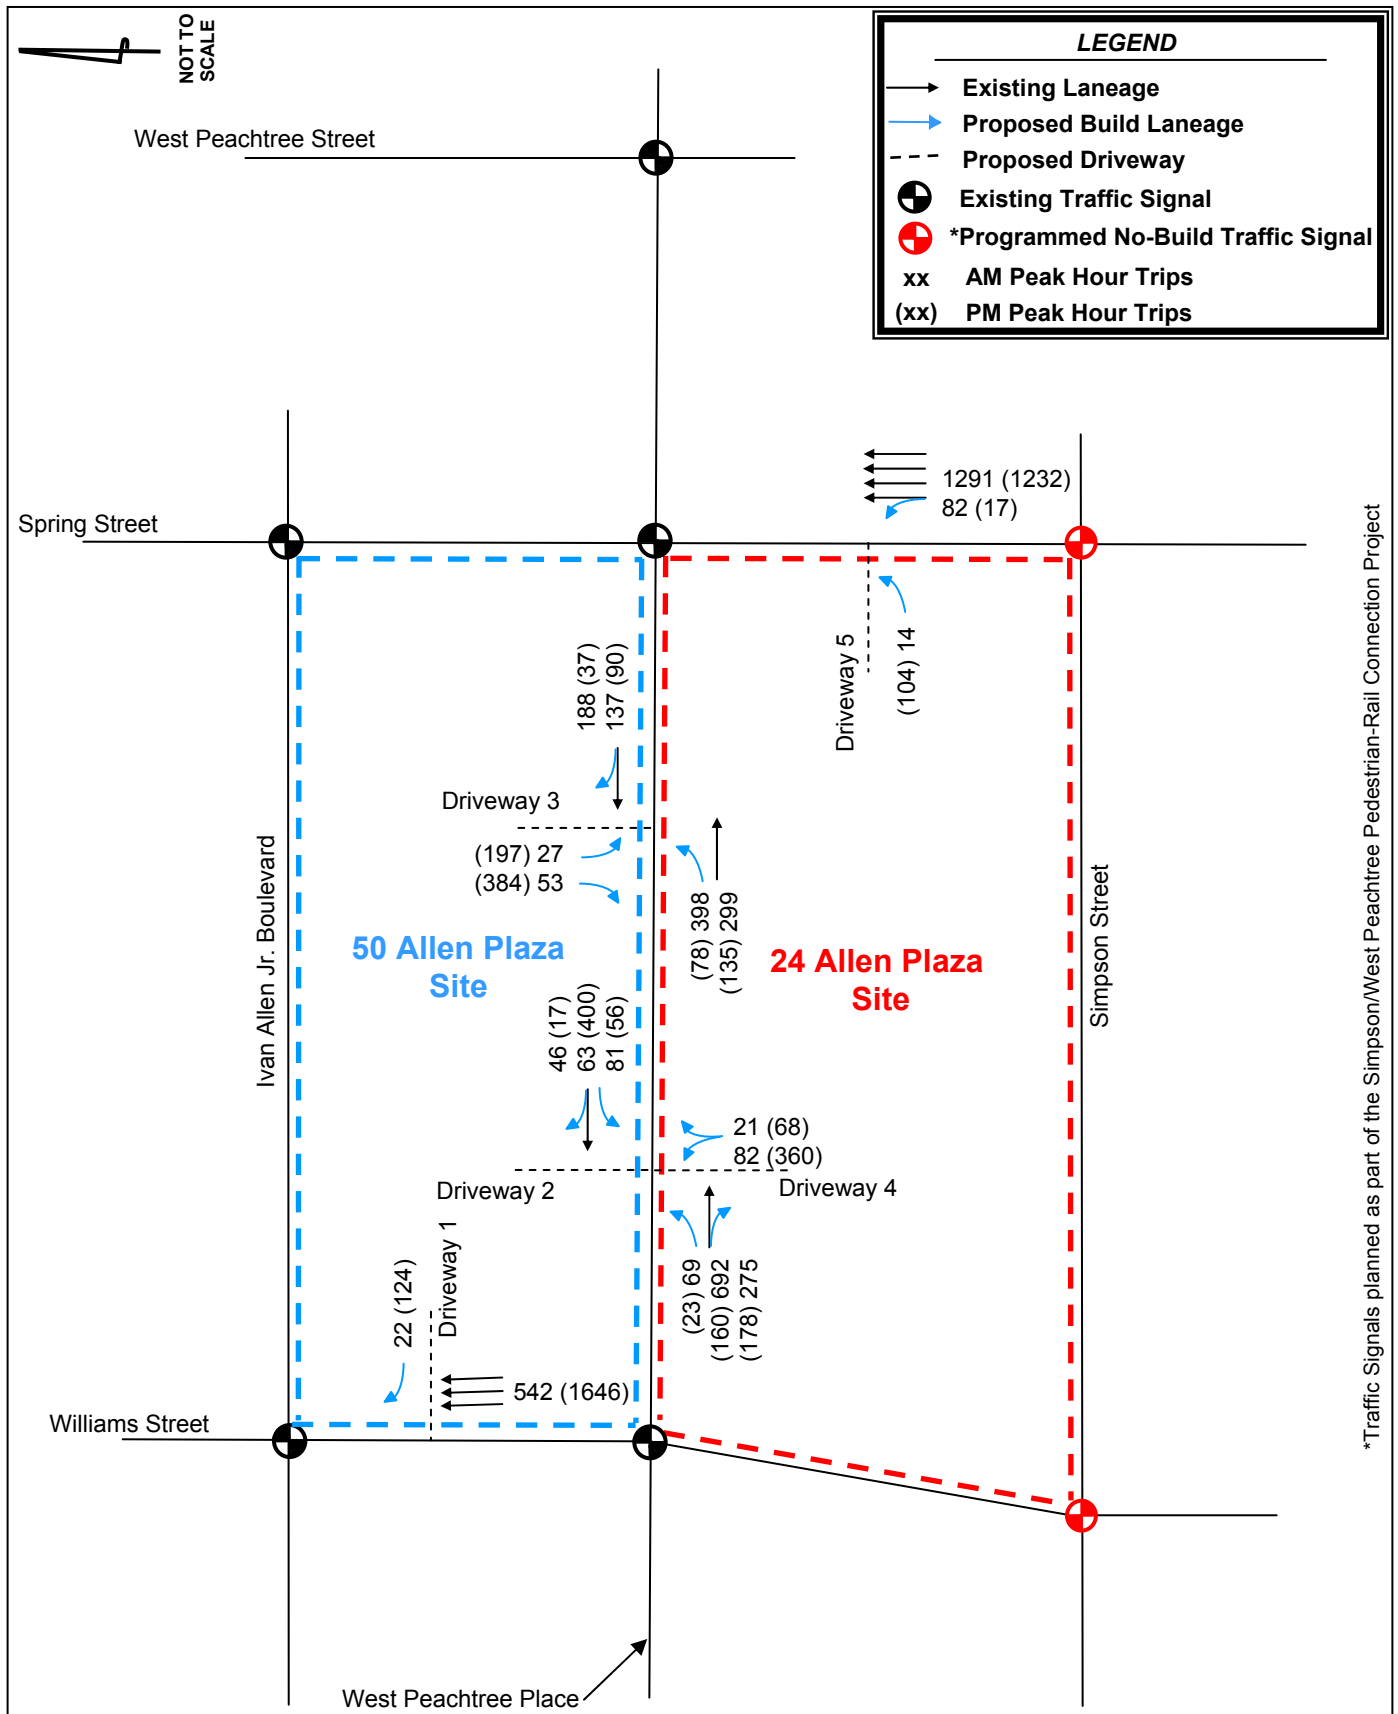 NOT TO
SCALE
LEGEND
Existing Laneage
Proposed Build Laneage
Proposed Driveway
Existing Traffic Signal
*Programmed No-Build Traffic Signal
xx AM Peak Hour Trips
(xx) PM Peak Hour Trips
West Peachtree Street
1291 (1232)
82 (17)
Spring Street
188 (37)
137 (90)
Driveway 5
(104) 14
Driveway 3
(197) 27
(384) 53
(78) 398
(135) 299
Ivan Allen Jr. Boulevard
50 Allen Plaza
Site
24 Allen Plaza
Site
Simpson Street
46 (17)
63 (400)
81 (56)
21 (68)
82 (360)
Driveway 2
Driveway 4
Driveway 1
22 (124)
(23) 69
(160) 692
(178) 275
542 (1646)
Williams Street
West Peachtree Place
*Traffic Signals planned as part of the Simpson/West Peachtree Pedestrian-Rail Connection Project